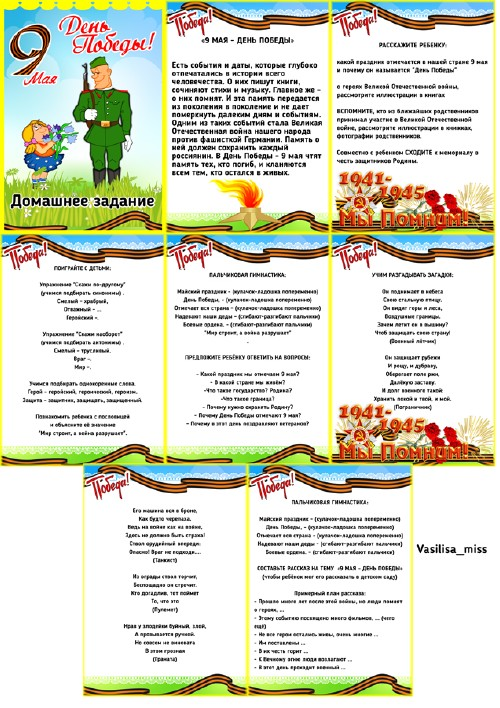 9
Мая
День
Победы!
Домашнее задание
Победа!
«9 МАЯ – ДЕНЬ ПОБЕДЫ»
Есть события и даты, которые глубоко
отпечатались в истории всего
человечества. О них пишут книги,
сочиняют стихи и музыку. Главное же –
о них помнят. И эта память передается
из поколения в поколение и не дает
померкнуть далеким дням и событиям.
Одним из таких событий стала Великая
Отечественная война нашего народа
против фашисткой Германии. Память о
ней должен сохранить каждый
россиянин. В День Победы – 9 мая чтят
память тех, кто погиб, и кланяются
всем тем, кто остался в живых.
Победа!
РАССКАЖИТЕ РЕБЕНКУ:
какой праздник отмечается в нашей стране 9 мая
и почему он называется "День Победы"
о героях Великой Отечественной войны,
рассмотрите иллюстрации в книгах
ВСПОМНИТЕ, кто из ближайших родственников
принимал участие в Великой Отечественной
войне, рассмотрите иллюстрации в книжках,
фотографии родственников.
Совместно с ребенком СХОДИТЕ к мемориалу в
честь защитников Родины.
1941-
1945
Мы Помним!
Победа!
ПОИГРАЙТЕ С ДЕТЬМИ:
Упражнение "Скажи по-другому"
(учимся подбирать синонимы) .
Смелый – храбрый,
Отважный – ...
Геройский -.
Упражнение "Скажи наоборот"
(учимся подбирать антонимы) .
Смелый – трусливый.
Враг -.
Мир -.
Учимся подбирать однокоренные слова.
Герой – геройский, героический, героизм.
Защита – защитник, защищать, защищенный.
Познакомить ребенка с пословицей
и объясните её значение
"Мир строит, а война разрушает".
Победа!
ПАЛЬЧИКОВАЯ ГИМНАСТИКА:
Майский праздник – (кулачок-ладошка попеременно)
День Победы, – (кулачок-ладошка попеременно)
Отмечает вся страна – (кулачок-ладошка попеременно)
Надевают наши деды – (сгибают-разгибают пальчики)
Боевые ордена. – (сгибают-разгибают пальчики)
"Мир строит, а война разрушает"
ПРЕДЛОЖИТЕ РЕБЁНКУ ОТВЕТИТЬ НА ВОПРОСЫ:
- Какой праздник мы отмечаем 9 мая?
- В какой стране мы живём?
-Что такое государство? Родина?
-Что такое граница?
- Почему нужно охранять Родину?
- Почему День Победы отмечают 9 мая?
– Почему в этот день поздравляют ветеранов?
Победа!
УЧИМ РАЗГАДЫВАТЬ ЗАГАДКИ:
Он поднимает в небеса
Свою стальную птицу.
Он видит горы и леса,
Воздушные границы.
Зачем летит он в вышину?
Чтоб защищать свою страну!
(Военный лётчик)
Он защищает рубежи
И рощу, и дубраву,
Оберегает поле ржи,
Далёкую заставу.
И долг военного такой:
Хранить покой и твой, и мой.
(Пограничник)
1941-
1945
Мы Помним!
Победа!
Его машина вся в броне,
Как будто черепаха.
Ведь на войне как на войне,
Здесь не должно быть страха!
Ствол орудийный впереди:
Опасно! Враг не подходи....
(Танкист)
Из ограды ствол торчит,
Беспощадно он строчит.
Кто догадлив, тот поймет
То, что это
(Пулемет)
Нрав у злодейки буйный, злой,
А прозывается ручной.
Но совсем не виновата
В этом грозная
(Граната)
Победа!
ПАЛЬЧИКОВАЯ ГИМНАСТИКА:
Майский праздник – (кулачок-ладошка попеременно)
День Победы, – (кулачок-ладошка попеременно)
Отмечает вся страна – (кулачок-ладошка попеременно)
Надевают наши деды – (сгибают-разгибают пальчики)
Боевые ордена. – (сгибают-разгибают пальчики)
СОСТАВЬТЕ РАССКАЗ НА ТЕМУ «9 МАЯ – ДЕНЬ ПОБЕДЫ»
(чтобы ребёнок мог его рассказать в детском саду)
Примерный план рассказа:
- Прошло много лет после этой войны, но люди помнят
о героях, ...
- Этому событию посвящено много фильмов, ... (чего
ещё)
- Не все герои остались живы, очень многие ...
- Им поставлены ...
- В их честь горит ...
- К Вечному огню люди возлагают ...
- В этот день проходит военный ...
Vasilisa_miss